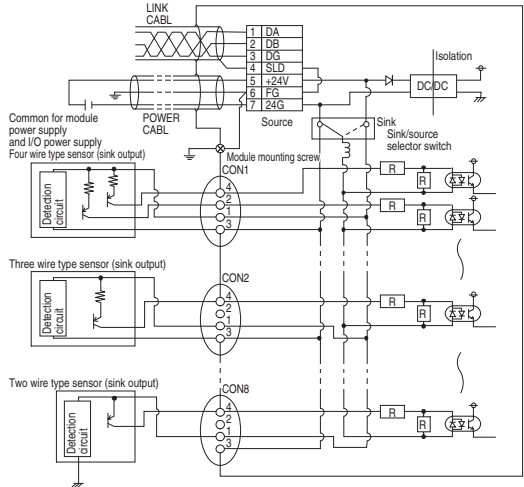 LINK
CABL
1 DA
2 DB
3 DG
4 SLD
5 +24V
6 FG
7 24G
Isolation
DC/DC
POWER
CABL
Source
Sink
Sink/source
selector switch
Common for module
power supply
and I/O power supply
Four wire type sensor (sink output)
Module mounting screw
CON1
Detection
circuit
4
2
1
3
R
R
R
R
Three wire type sensor (sink output)
CON2
Detection
circuit
4
2
1
3
R
R
Two wire type sensor (sink output)
CON8
Detection
circuit
4
2
1
3
R
R